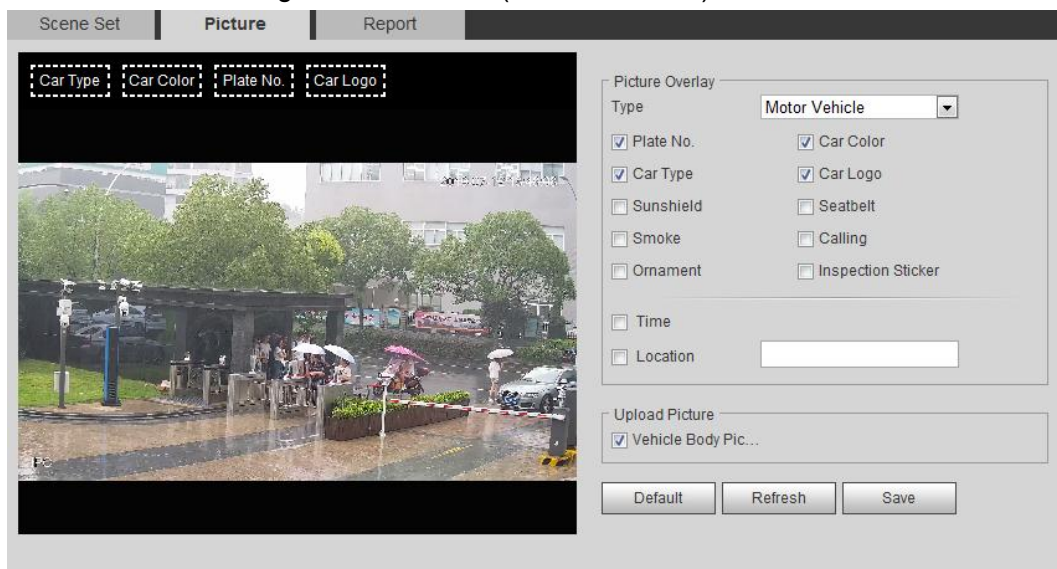 Scene Set Picture Report
Car Type Car Color Plate No. Car Logo
Picture Overlay
Type Motor Vehicle
Plate No. Car Color
Car Type Car Logo
Sunshield Seatbelt
Smoke Calling
Ornament Inspection Sticker
Time
Location
Upload Picture
Vehicle Body Pic...
Default Refresh Save